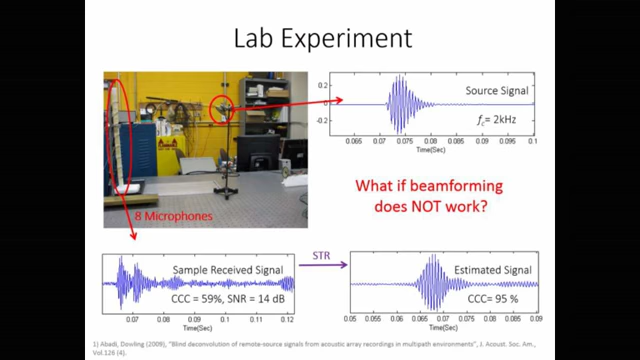 Lab Experiment
0.2
0
-0.2
Source Signal
fc= 2kHz
0.065 0.07 0.075 0.08 0.085 0.09 0.095 0.1
Time(Sec)
What if beamforming
does NOT work?
8 Microphones
Sample Received Signal
CCC = 59%, SNR = 14 dB
0.07 0.08 0.09 0.1 0.11 0.12
Time(Sec)
STR
Estimated Signal
CCC= 95 %
0.05 0.055 0.06 0.065 0.07 0.075 0.08 0.085 0.09
Time(Sec)
1) Abadi, Dowling (2009), "Blind deconvolution of remote-source signals from acoustic array recordings in multipath environments", J. Acoust. Soc. Am.,
Vol.126 (4).